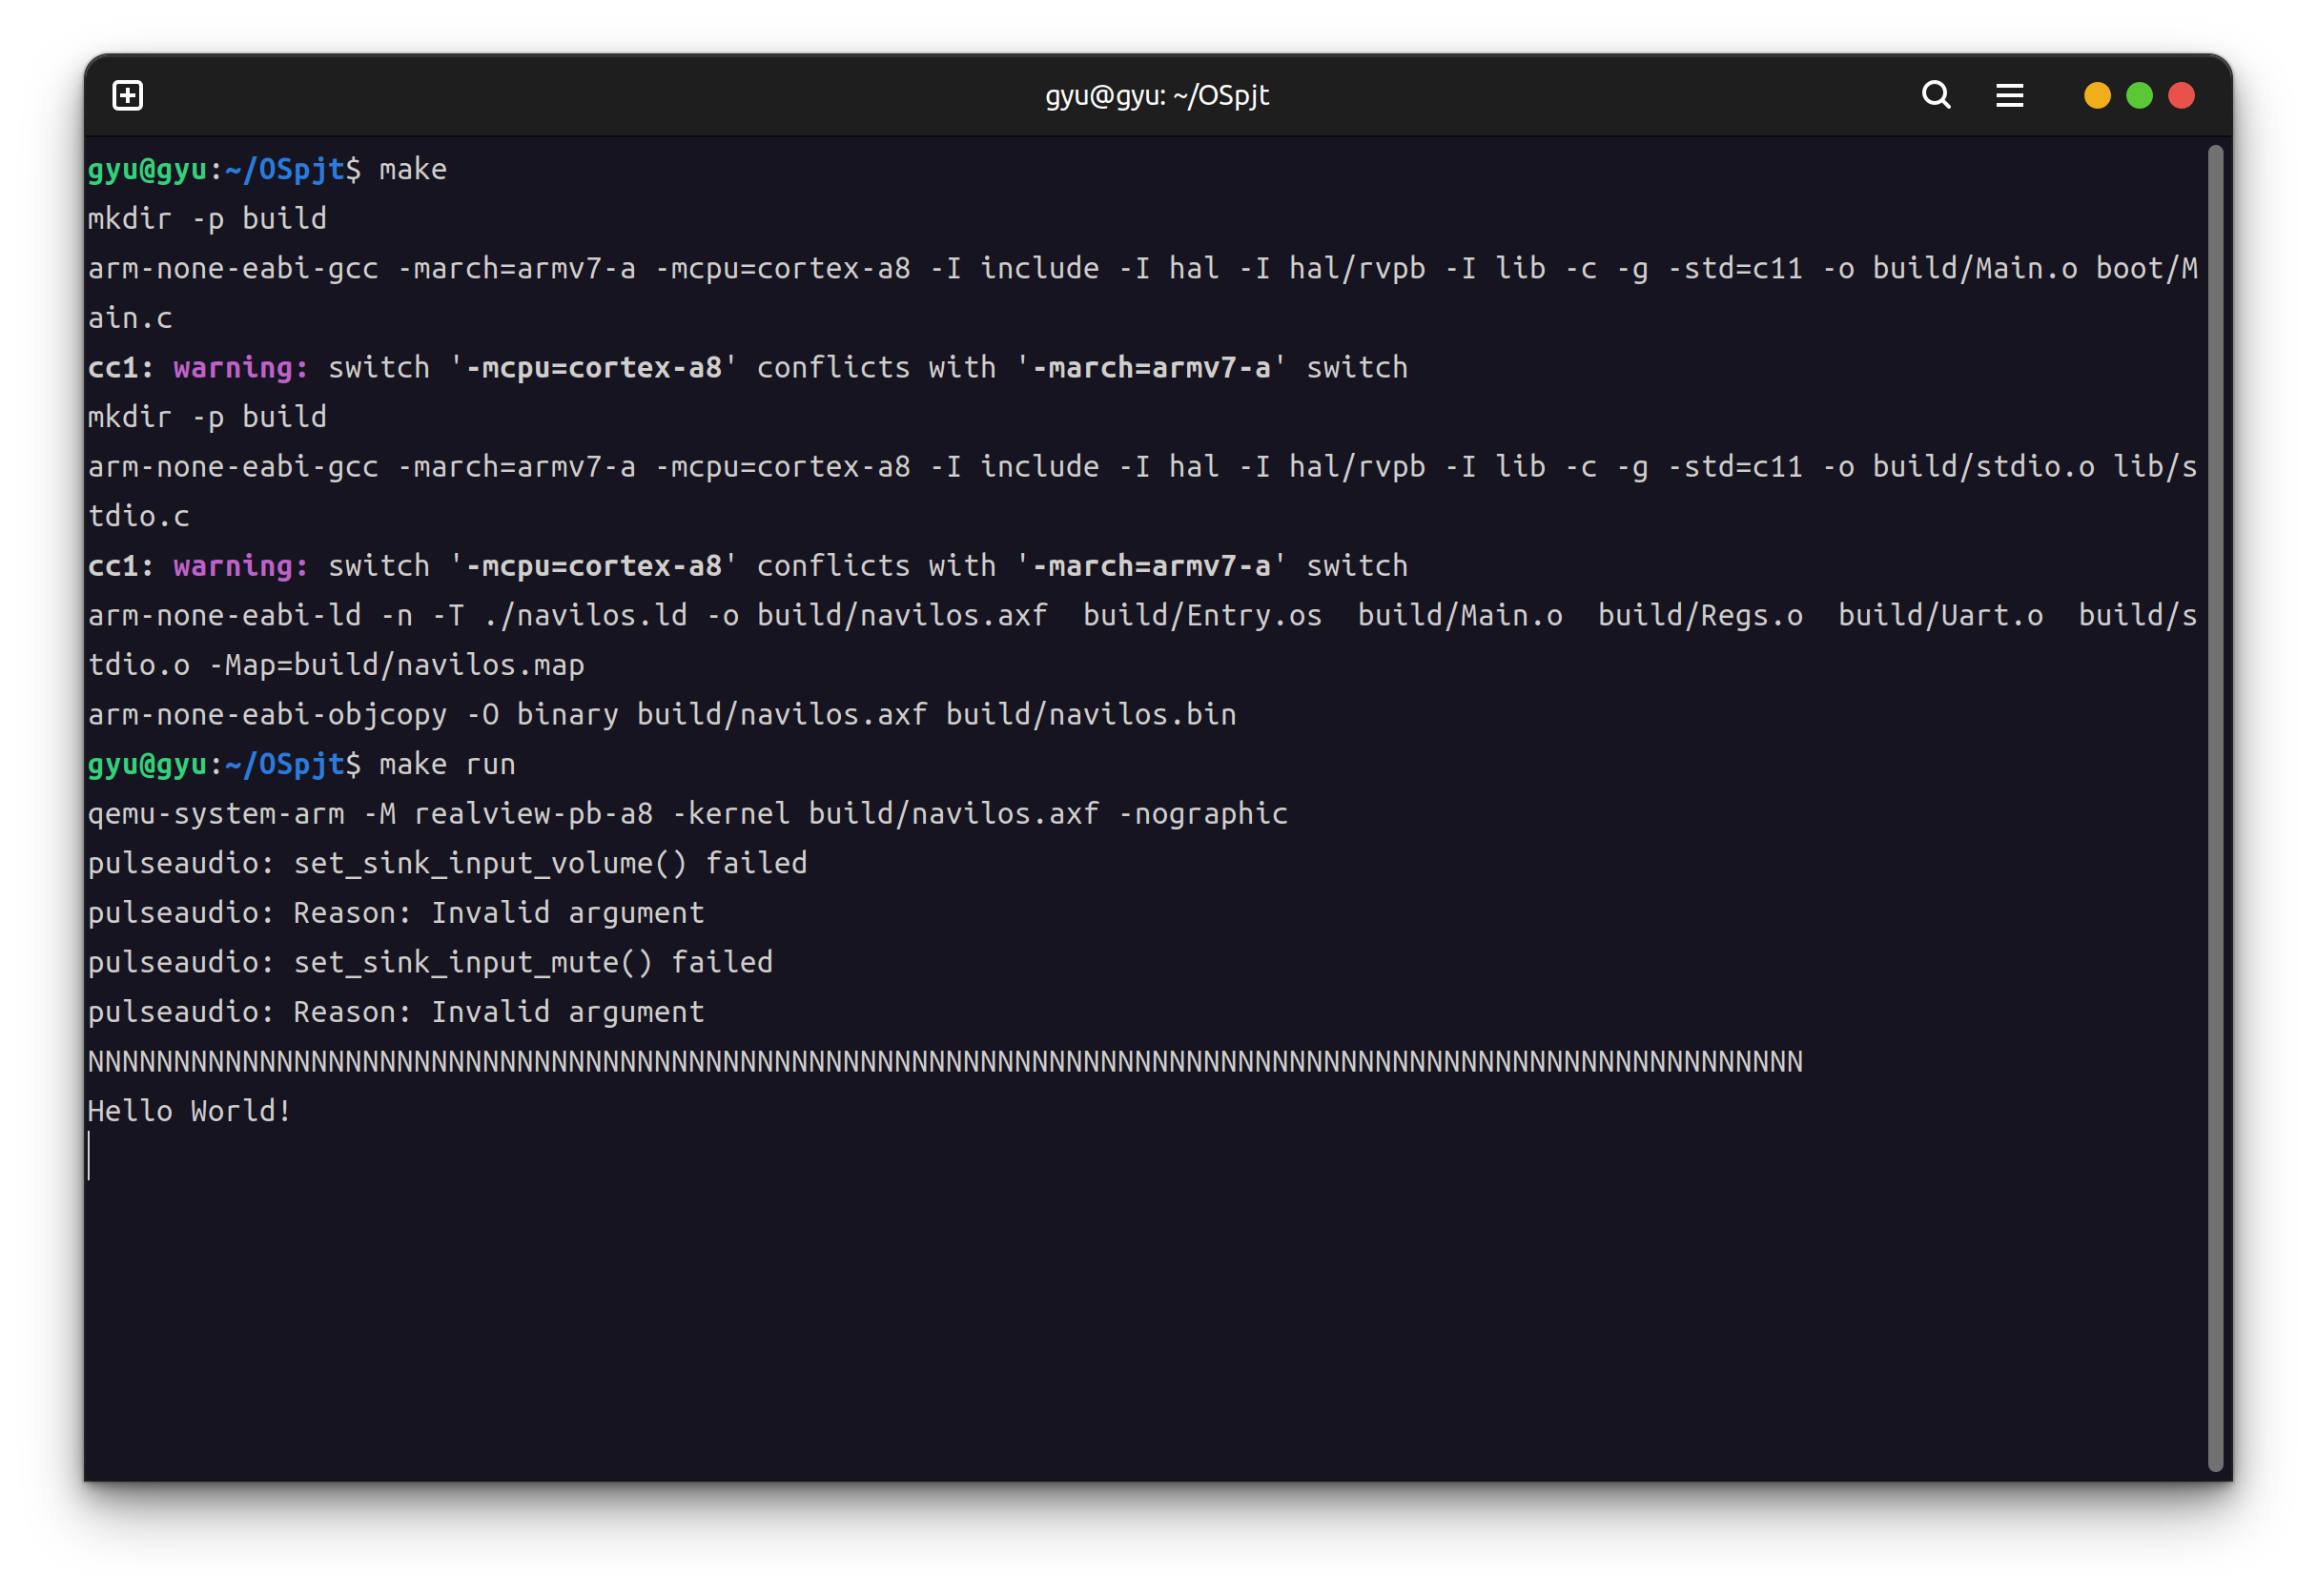 gyu@gyu: ~/OSpjt
gyu@gyu:~/OSpjt$ make
mkdir -p build
arm-none-eabi-gcc -march=armv7-a -mcpu=cortex-a8 -I include -I hal -I hal/rvpb -I lib -c -g -std=c11 -o build/Main.o boot/M
ain.c
cc1: warning: switch '-mcpu=cortex-a8' conflicts with '-march=armv7-a' switch
mkdir -p build
arm-none-eabi-gcc -march=armv7-a -mcpu=cortex-a8 -I include -I hal -I hal/rvpb -I lib -c -g -std=c11 -o build/stdio.o lib/s
tdio.c
cc1: warning: switch '-mcpu=cortex-a8' conflicts with '-march=armv7-a' switch
arm-none-eabi-ld -n -T ./navilos.ld -o build/navilos.axf  build/Entry.os  build/Main.o  build/Regs.o  build/Uart.o  build/s
tdio.o -Map=build/navilos.map
arm-none-eabi-objcopy -O binary build/navilos.axf build/navilos.bin
gyu@gyu:~/OSpjt$ make run
qemu-system-arm -M realview-pb-a8 -kernel build/navilos.axf -nographic
pulseaudio: set_sink_input_volume() failed
pulseaudio: Reason: Invalid argument
pulseaudio: set_sink_input_mute() failed
pulseaudio: Reason: Invalid argument
NNNNNNNNNNNNNNNNNNNNNNNNNNNNNNNNNNNNNNNNNNNNNNNNNNNNNNNNNNNNNNNNNNNNNNNNNNNNNNNNNNNNNNNNNNNNNNNNNNNN
Hello World!